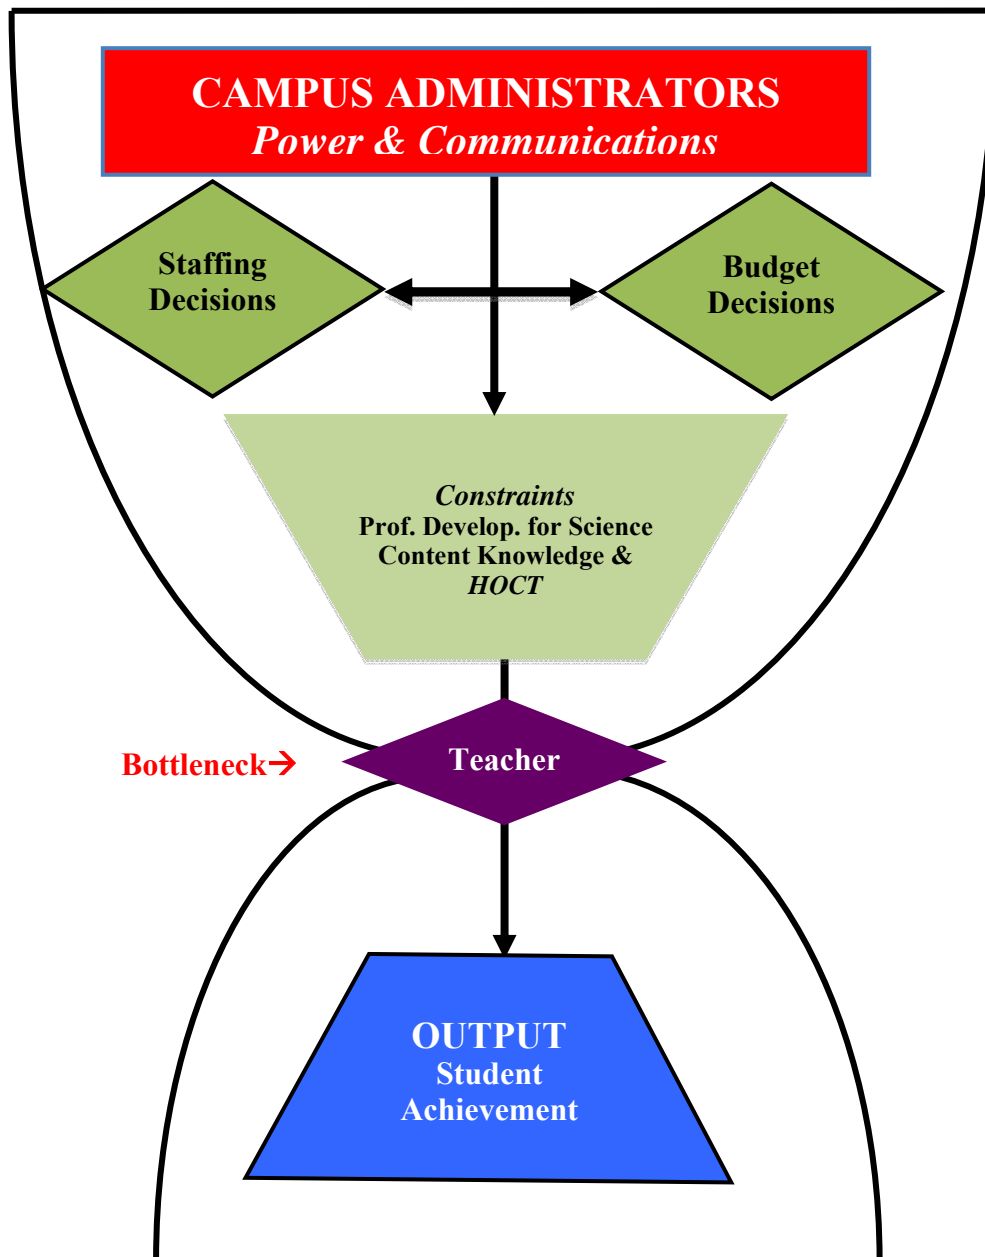 CAMPUS ADMINISTRATORS
Power & Communications
Staffing
Decisions
Budget
Decisions
Constraints
Prof. Develop. for Science
Content Knowledge &
HOCT
Bottleneck→
Teacher
OUTPUT
Student
Achievement